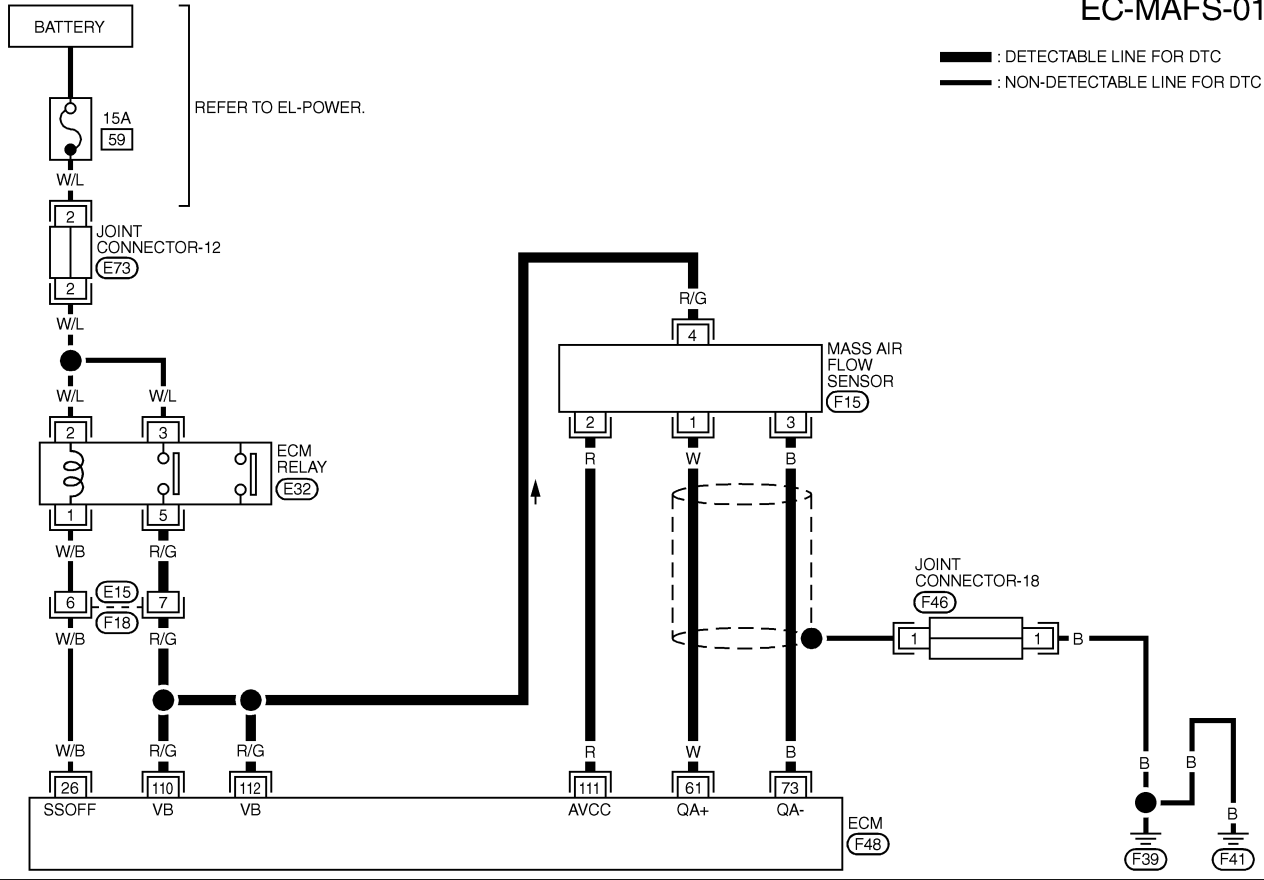 EC-MAFS-01
BATTERY
: DETECTABLE LINE FOR DTC
: NON-DETECTABLE LINE FOR DTC
REFER TO EL-POWER.
15A
59
W/L
2
JOINT
CONNECTOR-12
E73
2
W/L
W/L
W/L
2
3
ECM
RELAY
E32
1
5
W/B
R/G
E15
6
7
F18
W/B
R/G
R/G
4
MASS AIR
FLOW
SENSOR
F15
2
1
3
R
W
B
JOINT
CONNECTOR-18
F46
1
1
B
W/B
R/G
R/G
R
W
B
B
B
B
26
110
112
111
61
73
SSOFF
VB
VB
AVCC
QA+
QA-
ECM
F48
F39
F41